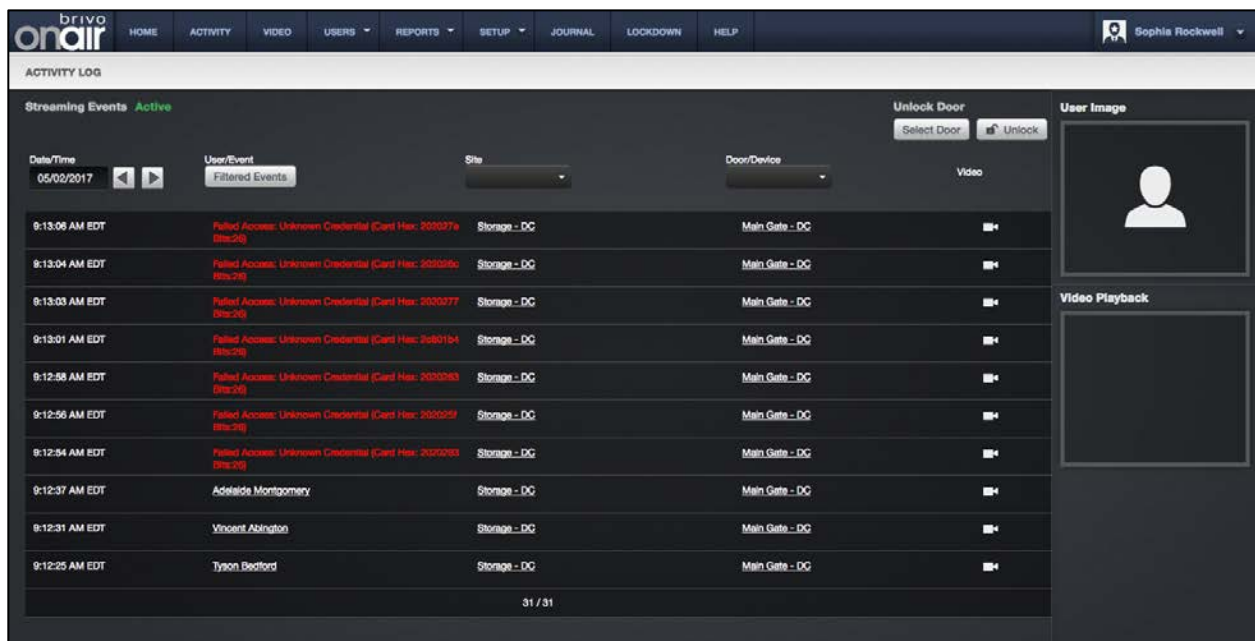 brivo
onair
HOME ACTIVITY VIDEO USERS REPORTS SETUP JOURNAL LOCKDOWN HELP Sophia Rockwell
ACTIVITY LOG
Streaming Events Active Unlock Door User Image
Select Door Unlock
Date/Time User/Event Site Door/Device Video
05/02/2017 Filtered Events
9:13:06 AM EDT Failed Access: Unknown Credential (Card Hex: 202027e Storage - DC Main Gate - DC
Bits:26)
9:13:04 AM EDT Failed Access: Unknown Credential (Card Hex: Storage - DC Main Gate - DC
Bits:26)
9:13:03 AM EDT Failed Access: Unknown Credential (Card Hex: 2020277 Storage - DC Main Gate - DC
Bits:26)
Video Playback
9:13:01 AM EDT Failed Access: Unknown Credential (Card Hex: Storage - DC Main Gate - DC
Bits:26)
9:12:58 AM EDT Failed Access: Unknown Credential (Card Hex: 2020283 Storage - DC Main Gate - DC
Bits:26)
9:12:56 AM EDT Failed Access: Unknown Credential (Card Hex: 202025f Storage - DC Main Gate - DC
Bits:26)
9:12:54 AM EDT Failed Access: Unknown Credential (Card Hex: 2020283 Storage - DC Main Gate - DC
Bits:26)
9:12:37 AM EDT Adelaide Montgomery Storage - DC Main Gate - DC
9:12:31 AM EDT Vincent Abington Storage - DC Main Gate - DC
9:12:25 AM EDT Tyson Bedford Storage - DC Main Gate - DC
31 / 31